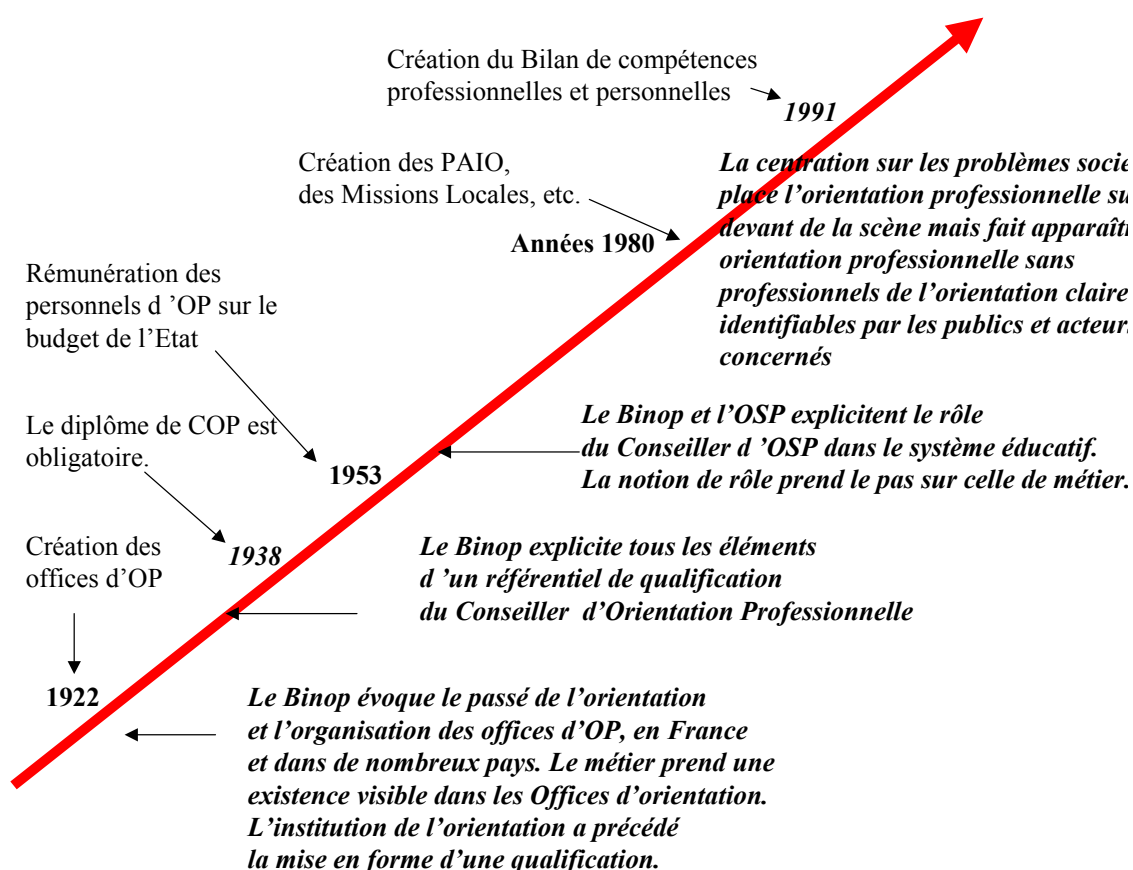 Création du Bilan de compétences
professionnelles et personnelles
1991
Création des PAIO,
des Missions Locales, etc.
Années 1980
La centration sur les problèmes socie
place l’orientation professionnelle su
devant de la scène mais fait apparaît
orientation professionnelle sans
professionnels de l’orientation claire
identifiables par les publics et acteur
concernés
Rémunération des
personnels d ’OP sur le
budget de l’Etat
1953
Le Binop et l’OSP explicitent le rôle
du Conseiller d ’OSP dans le système éducatif.
La notion de rôle prend le pas sur celle de métier.
Le diplôme de COP est
obligatoire.
1938
Le Binop explicite tous les éléments
d ’un référentiel de qualification
du Conseiller d’Orientation Professionnelle
Création des
offices d’OP
1922
Le Binop évoque le passé de l’orientation
et l’organisation des offices d’OP, en France
et dans de nombreux pays. Le métier prend une
existence visible dans les Offices d’orientation.
L’institution de l’orientation a précédé
la mise en forme d’une qualification.